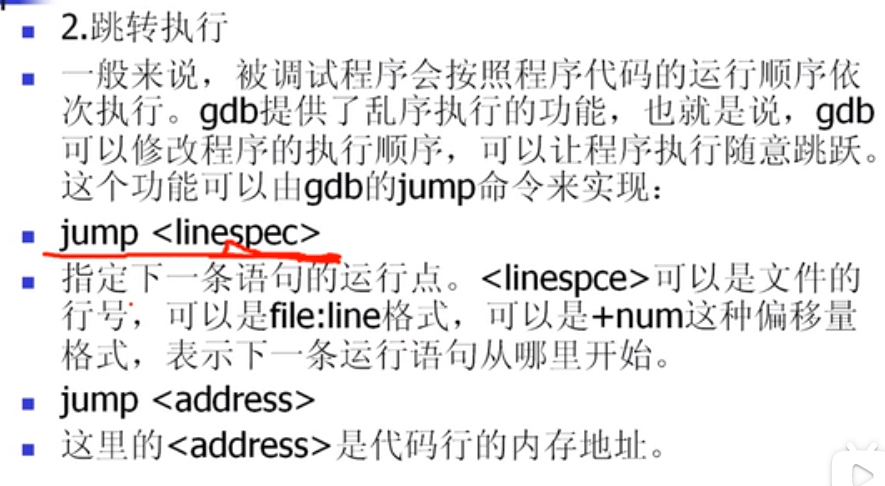 2.跳转执行
一般来说，被调试程序会按照程序代码的运行顺序依
次执行。gdb提供了乱序执行的功能，也就是说，gdb
可以修改程序的执行顺序，可以让程序执行随意跳跃。
这个功能可以由gdb的jump命令来实现：
jump <linespec>
指定下一条语句的运行点。<linespce>可以是文件的
行号，可以是file:line格式，可以是+num这种偏移量
格式，表示下一条运行语句从哪里开始。
jump <address>
这里的<address>是代码行的内存地址。